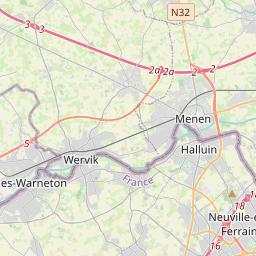 N32
3
3
2a
2a
2
2
Menen
5
Halluin
Wervik
es-Warneton
France
18
Neuville-e
Ferrain
16